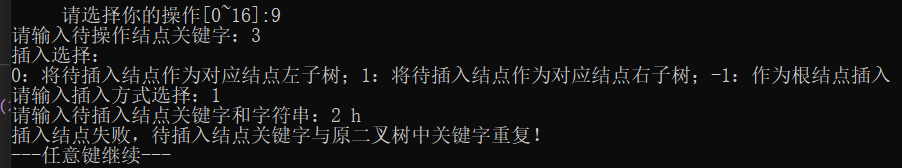 请选择你的操作[0~16]:9
请输入待操作结点关键字：3
插入选择：
0：将待插入结点作为对应结点左子树；1：将待插入结点作为对应结点右子树；-1：作为根结点插入
请输入插入方式选择：1
请输入待插入结点关键字和字符串：2 h
插入结点失败，待插入结点关键字与原二叉树中关键字重复！
---任意键继续---